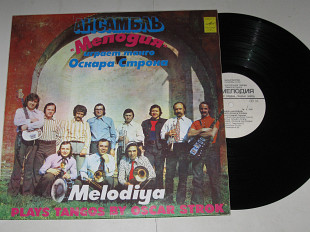 АНСАМБЛЬ
Мелодия
играет танго
Оскара Строка
Melodiya
PLAYS TANGOS BY OSCAR STROK
МЕЛОДИЯ